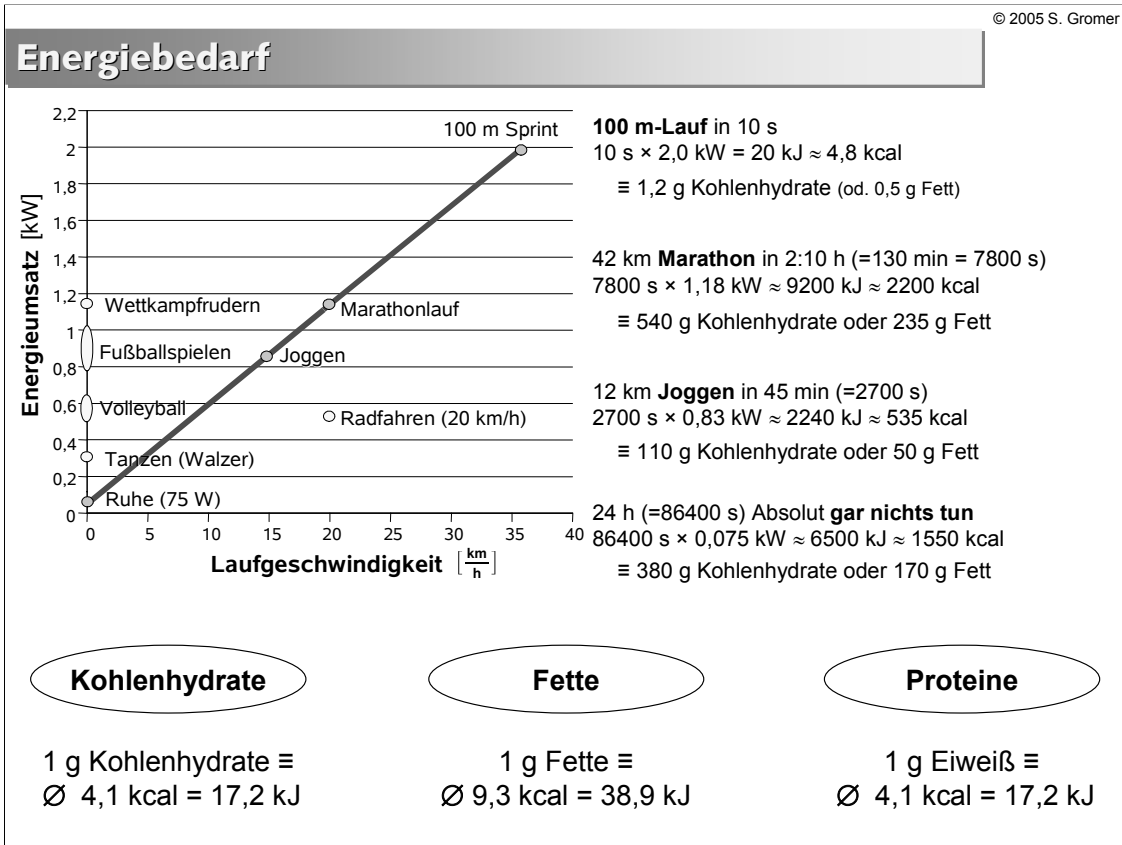 © 2005 S. Gromer
Energiebedarf
2,2
2
1,8
1,6
1,4
1,2
1
0,8
0,6
0,4
0,2
0
Energieumsatz [kW]
100 m Sprint
Wettkampfrudern
Marathonlauf
Fußballspielen
Joggen
Volleyball
Radfahren (20 km/h)
Tanzen (Walzer)
Ruhe (75 W)
0 5 10 15 20 25 30 35 40
Laufgeschwindigkeit [km/h]
100 m-Lauf in 10 s
10 s × 2,0 kW = 20 kJ ≈ 4,8 kcal
≡ 1,2 g Kohlenhydrate (od. 0,5 g Fett)
42 km Marathon in 2:10 h (=130 min = 7800 s)
7800 s × 1,18 kW ≈ 9200 kJ ≈ 2200 kcal
≡ 540 g Kohlenhydrate oder 235 g Fett
12 km Joggen in 45 min (=2700 s)
2700 s × 0,83 kW ≈ 2240 kJ ≈ 535 kcal
≡ 110 g Kohlenhydrate oder 50 g Fett
24 h (=86400 s) Absolut gar nichts tun
86400 s × 0,075 kW ≈ 6500 kJ ≈ 1550 kcal
≡ 380 g Kohlenhydrate oder 170 g Fett
Kohlenhydrate
1 g Kohlenhydrate ≡
Ø 4,1 kcal = 17,2 kJ
Fette
1 g Fette ≡
Ø 9,3 kcal = 38,9 kJ
Proteine
1 g Eiweiß ≡
Ø 4,1 kcal = 17,2 kJ